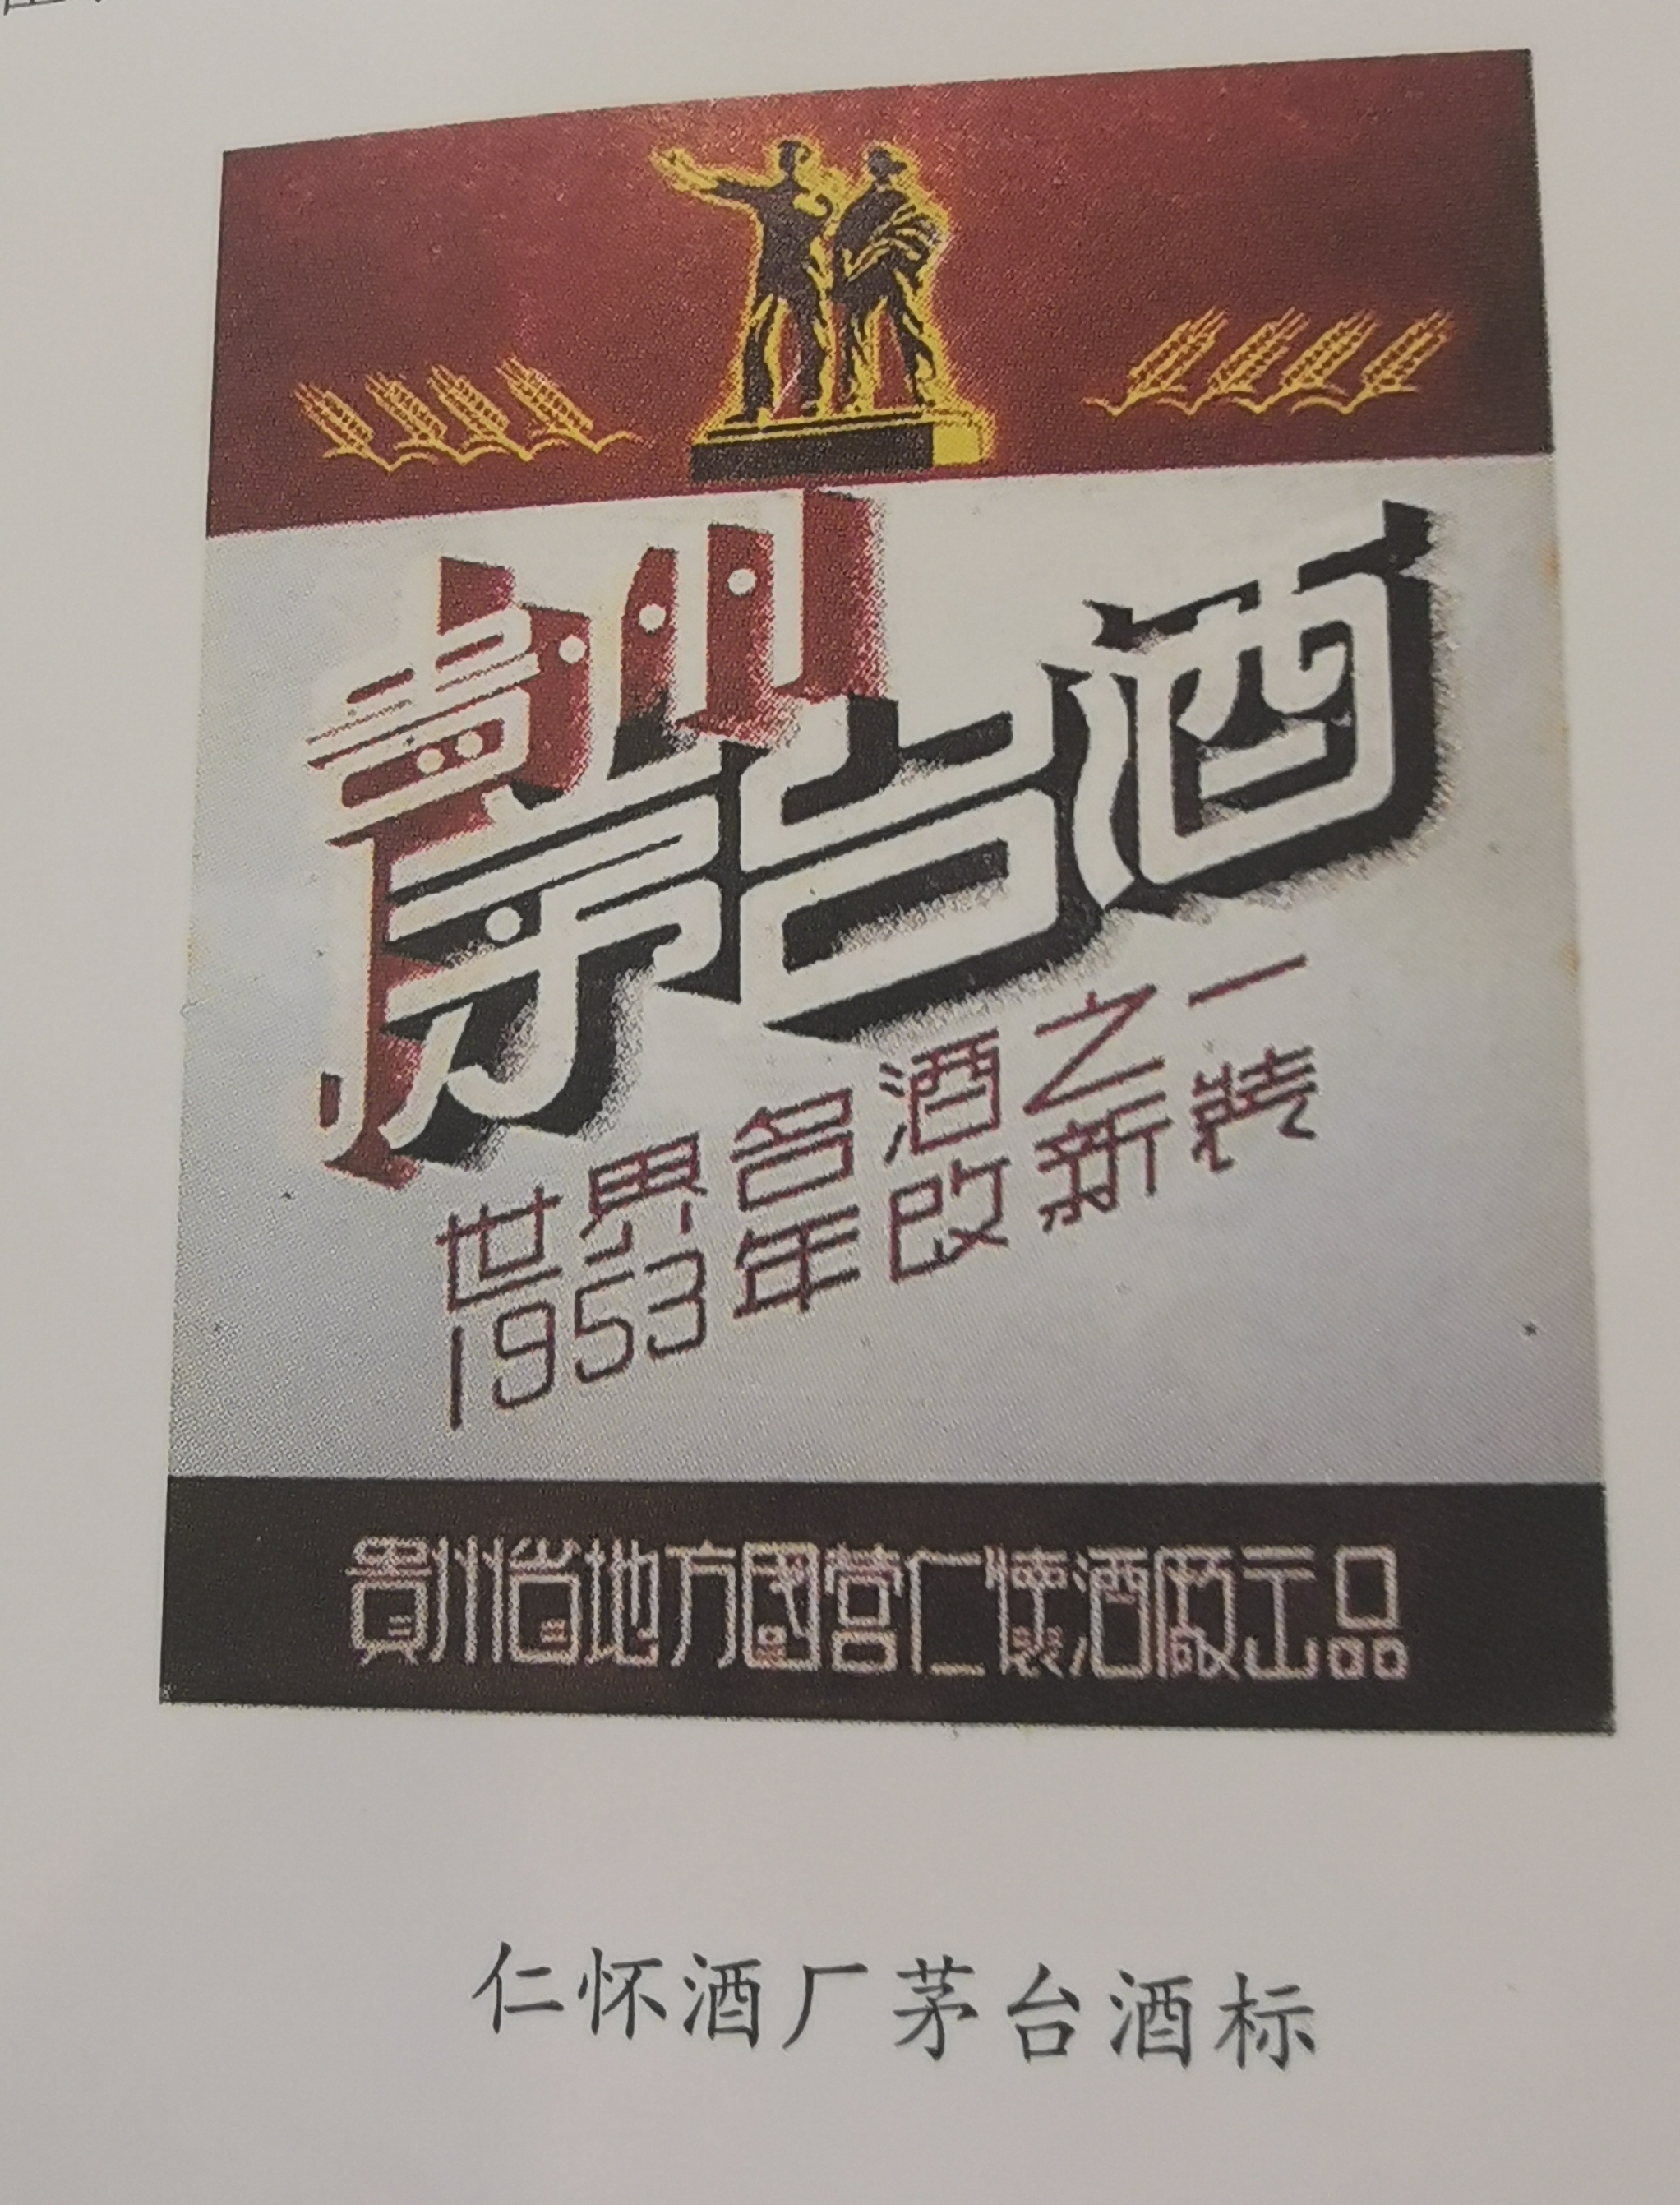 貴州
茅台酒
世界名酒之一
1953年改新裝
貴州省地方國营仁懷酒廠出品
仁怀酒厂茅台酒标